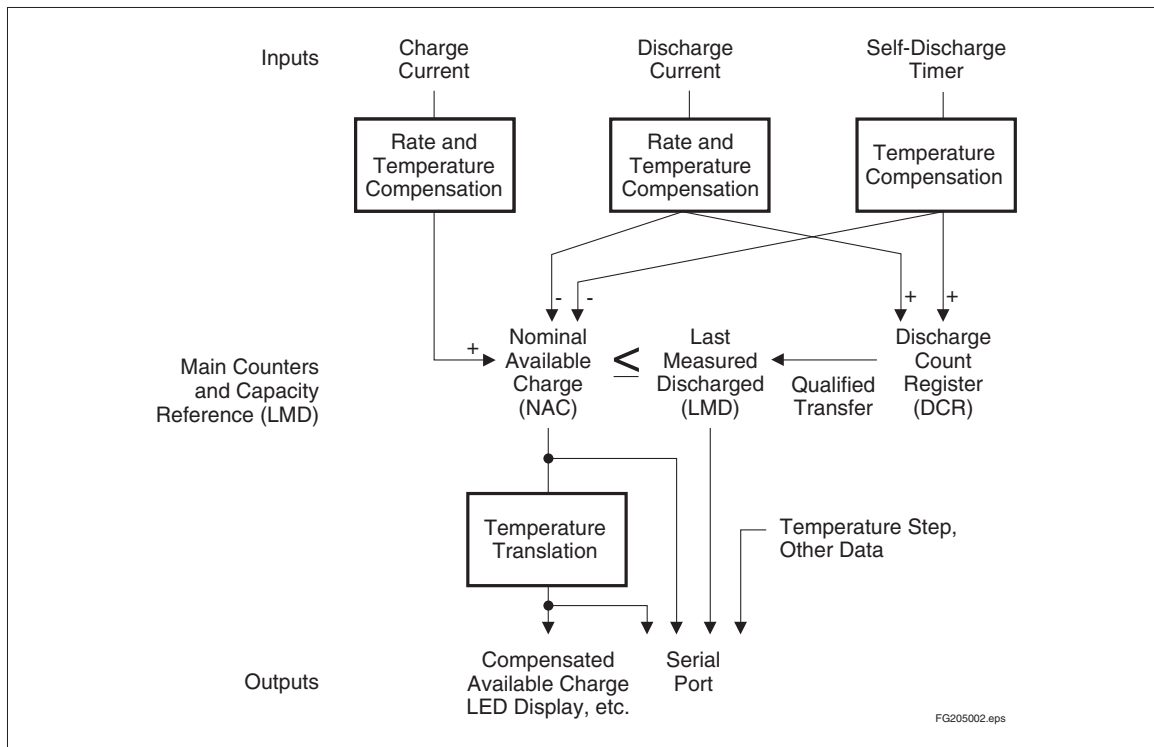 Inputs
Charge
Current
Discharge
Current
Self-Discharge
Timer
Rate and
Temperature
Compensation
Rate and
Temperature
Compensation
Temperature
Compensation
-
-
+
+
+
Main Counters
and Capacity
Reference (LMD)
Nominal
Available
Charge
(NAC)
≤
Last
Measured
Discharged
(LMD)
Qualified
Transfer
Discharge
Count
Register
(DCR)
Temperature
Translation
Temperature Step,
Other Data
Outputs
Compensated
Available Charge
LED Display, etc.
Serial
Port
FG205002.eps